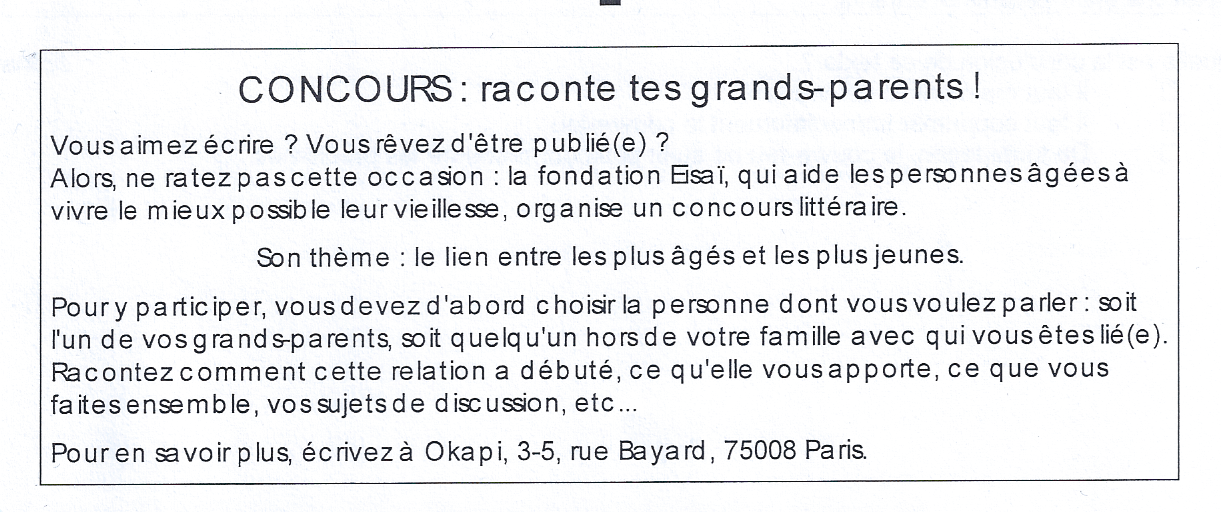 CONCOURS : raconte tes grands-parents !
Vous aimez écrire ? Vous rêvez d'être publié(e) ?
Alors, ne ratez pas cette occasion : la fondation Eisaï, qui aide les personnes âgées à
vivre le mieux possible leur vieillesse, organise un concours littéraire.
Son thème : le lien entre les plus âgés et les plus jeunes.
Pour y participer, vous devez d'abord choisir la personne dont vous voulez parler : soit
l'un de vos grands-parents, soit quelqu'un hors de votre famille avec qui vous êtes lié(e).
Racontez comment cette relation a débuté, ce qu'elle vous apporte, ce que vous
faites ensemble, vos sujets de discussion, etc...
Pour en savoir plus, écrivez à Okapi, 3-5, rue Bayard, 75008 Paris.